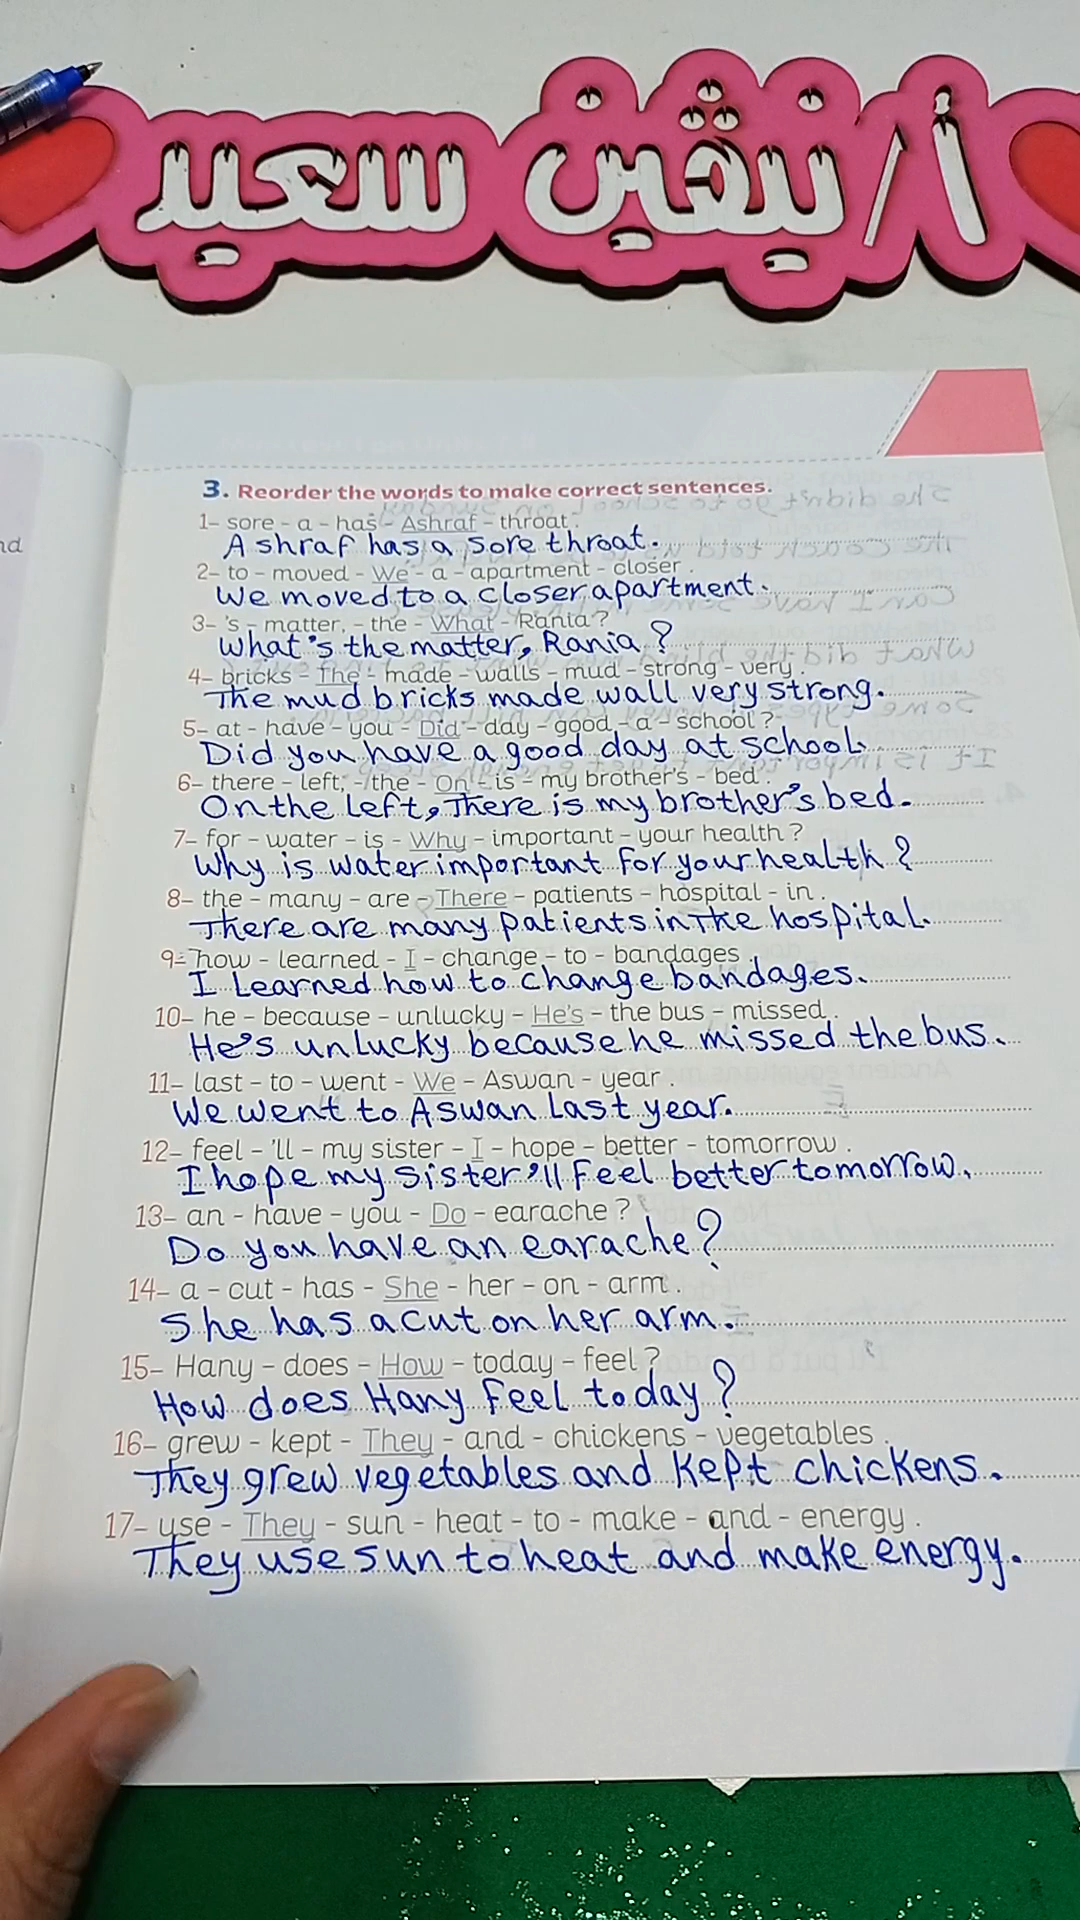 أ/نيڤين سعيد
nd
3. Reorder the words to make correct sentences.
1– sore – a – has – Ashraf – throat .
Ashraf has a sore throat.
2– to – moved – We – a – apartment – closer .
We moved to a closer apartment.
3– 's – matter, – the – What – Rania ?
What's the matter, Rania ?
4– bricks – The – made – walls – mud – strong – very .
The mud bricks made wall very strong.
5– at – have – you – Did – day – good – a – school ?
Did you have a good day at school.
6– there – left, – the – On – is – my brother's – bed .
On the left, There is my brother's bed.
7– for – water – is – Why – important – your health ?
Why is water important for your health ?
8– the – many – are – There – patients – hospital – in .
There are many patients in the hospital.
9– how – learned – I – change – to – bandages .
I Learned how to change bandages.
10– he – because – unlucky – He's – the bus – missed .
He's unlucky because he missed the bus.
11– last – to – went – We – Aswan – year .
We went to Aswan Last year.
12– feel – 'll – my sister – I – hope – better – tomorrow .
I hope my sister'll feel better tomorrow.
13– an – have – you – Do – earache ?
Do you have an earache?
14– a – cut – has – She – her – on – arm .
She has a cut on her arm.
15– Hany – does – How – today – feel ?
How does Hany feel today ?
16– grew – kept – They – and – chickens – vegetables .
They grew vegetables and kept chickens.
17– use – They – sun – heat – to – make – and – energy .
They use sun to heat and make energy.